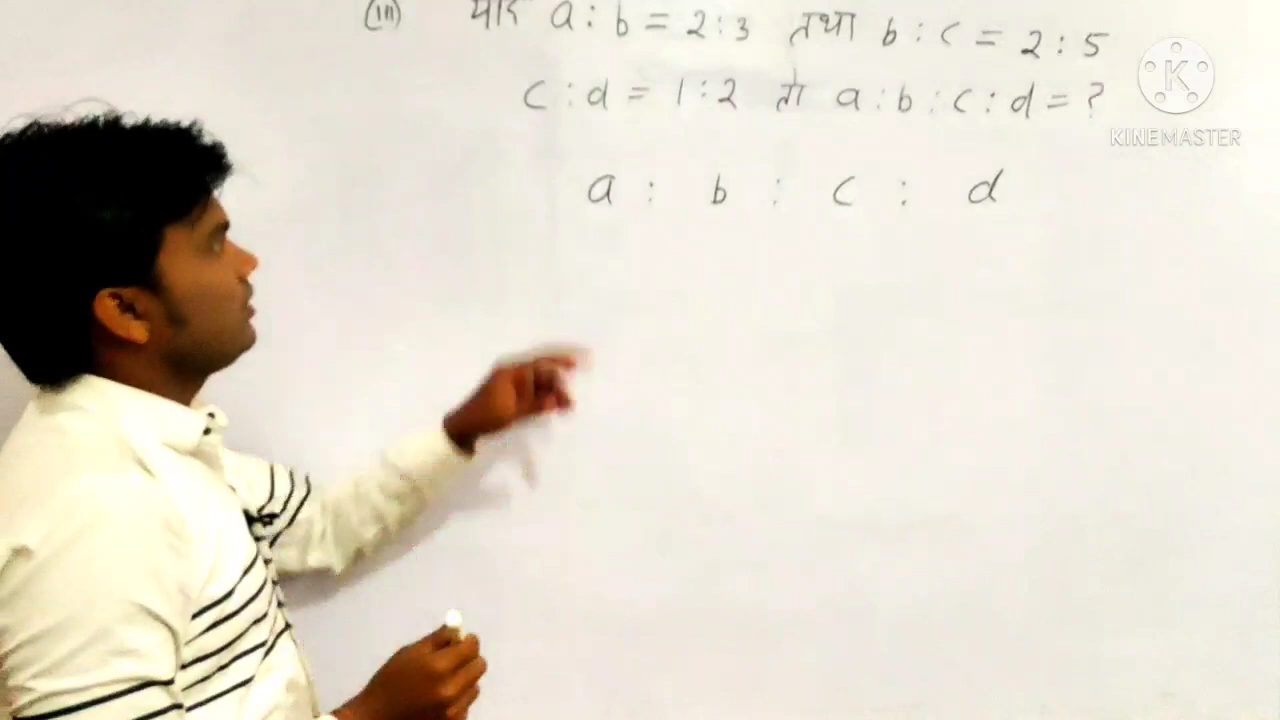 (iii) यदि a : b = 2 : 3 तथा b : c = 2 : 5
c : d = 1 : 2 तो a : b : c : d = ?
K
KINEMASTER
a : b : c : d